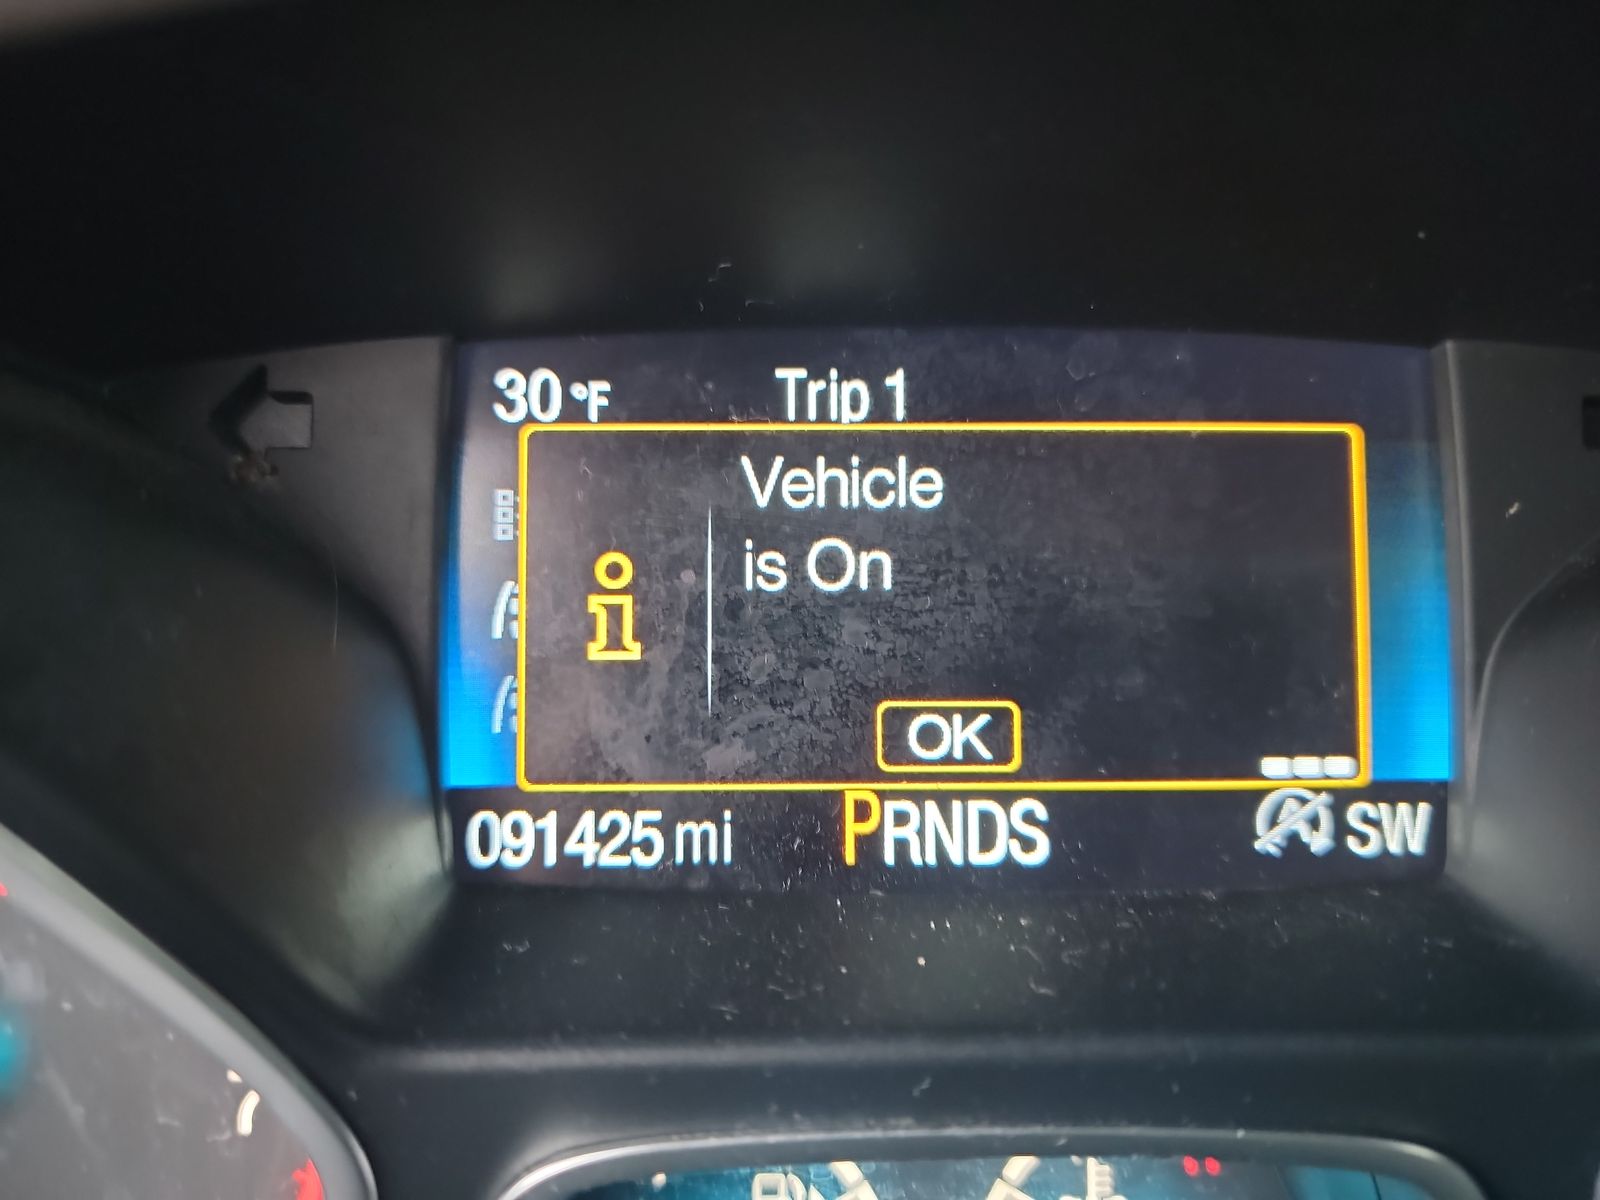 30 °F Trip 1
Vehicle
is On
OK
091425 mi PRNDS A SW